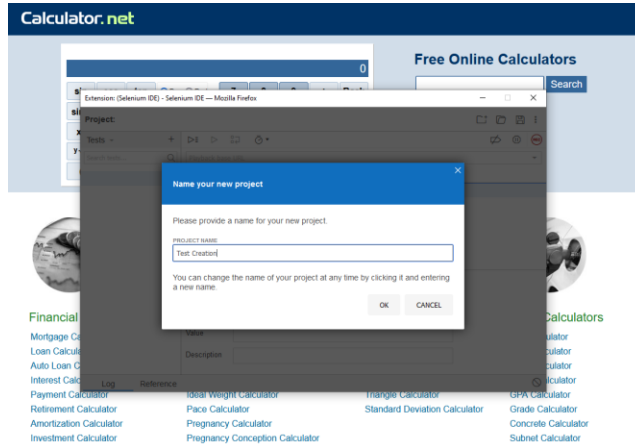 Calculator.net
0
Free Online Calculators
Search
Extension: (Selenium IDE) - Selenium IDE — Mozilla Firefox
Project:
Tests
Name your new project
Please provide a name for your new project.
PROJECT NAME
Test Creation
You can change the name of your project at any time by clicking it and entering
a new name.
OK
CANCEL
Value
Description
Log
Reference
Financial
Calculators
Mortgage
Loan
Auto Loan
Interest
Payment Calculator
Ideal Weight Calculator
Triangle Calculator
GPA Calculator
Retirement Calculator
Pace Calculator
Standard Deviation Calculator
Grade Calculator
Amortization Calculator
Pregnancy Calculator
Concrete Calculator
Investment Calculator
Pregnancy Conception Calculator
Subnet Calculator